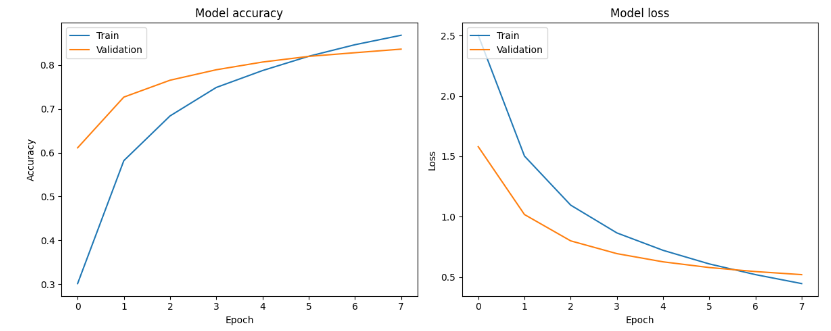 Model accuracy
Train
Validation
Accuracy
0.8
0.7
0.6
0.5
0.4
0.3
0 1 2 3 4 5 6 7
Epoch
Model loss
Train
Validation
Loss
2.5
2.0
1.5
1.0
0.5
0 1 2 3 4 5 6 7
Epoch